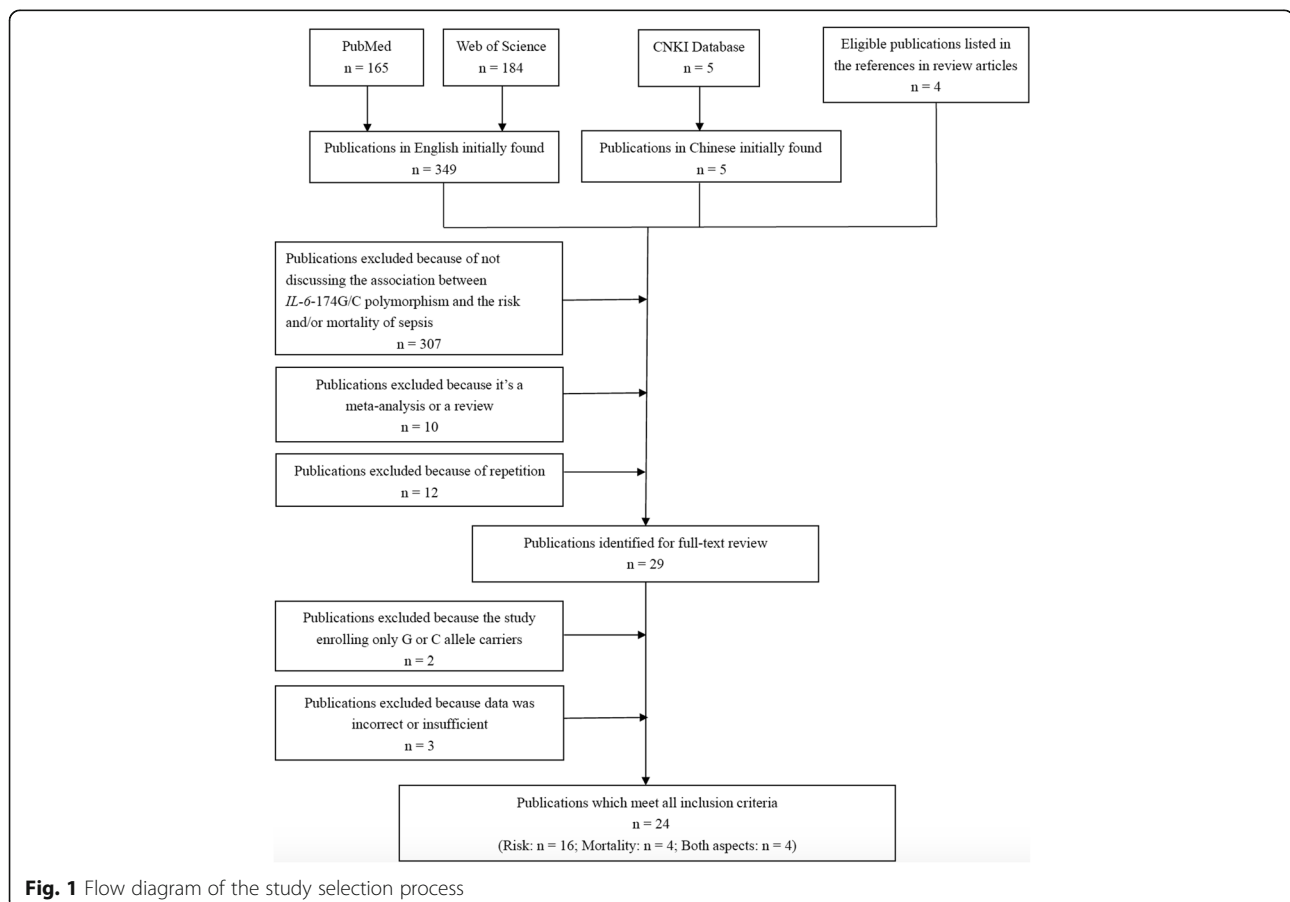 PubMed
n = 165
Web of Science
n = 184
CNKI Database
n = 5
Eligible publications listed in
the references in review articles
n = 4
Publications in English initially found
n = 349
Publications in Chinese initially found
n = 5
Publications excluded because of not
discussing the association between
IL-6-174G/C polymorphism and the risk
and/or mortality of sepsis
n = 307
Publications excluded because it's a
meta-analysis or a review
n = 10
Publications excluded because of repetition
n = 12
Publications identified for full-text review
n = 29
Publications excluded because the study
enrolling only G or C allele carriers
n = 2
Publications excluded because data was
incorrect or insufficient
n = 3
Publications which meet all inclusion criteria
n = 24
(Risk: n = 16; Mortality: n = 4; Both aspects: n = 4)
Fig. 1 Flow diagram of the study selection process